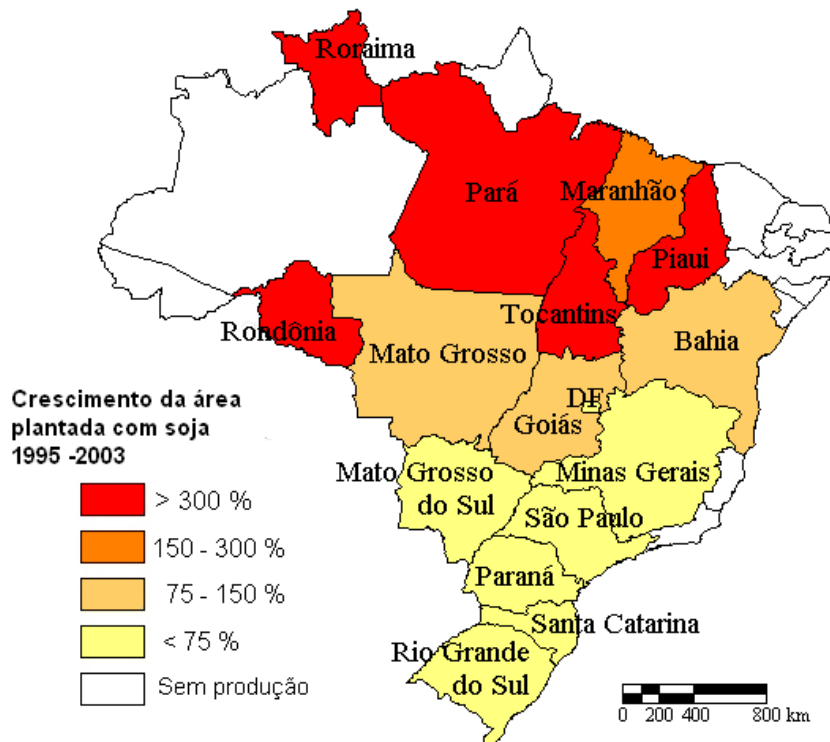 Roraima
Pará
Maranhão
Piaui
Tocantins
Rondônia
Mato Grosso
Bahia
DF
Goiás
Mato Grosso
do Sul
Minas Gerais
São Paulo
Paraná
Santa Catarina
Rio Grande
do Sul
Crescimento da área
plantada com soja
1995 -2003
> 300 %
150 - 300 %
75 - 150 %
< 75 %
Sem produção
0 200 400 800 km